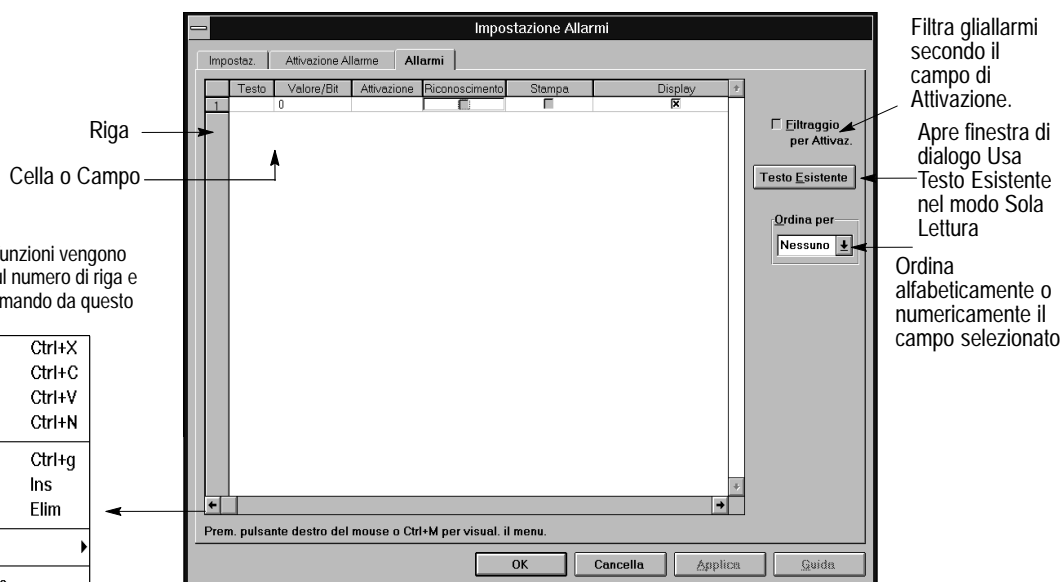 Impostazione Allarmi
Impostaz.
Attivazione Allarme
Allarmi
Testo
Valore/Bit
Attivazione
Riconoscimento
Stampa
Display
1
0
Filtraggio
per Attivaz.
Testo Esistente
Ordina per
Nessuno
Prem. pulsante destro del mouse o Ctrl+M per visual. il menu.
OK
Cancella
Applica
Guida
Riga
Cella o Campo
unzioni vengono
ul numero di riga e
mando da questo
Ctrl+X
Ctrl+C
Ctrl+V
Ctrl+N
Ctrl+g
Ins
Elim
Filtra gliallarmi
secondo il
campo di
Attivazione.
Apre finestra di
dialogo Usa
Testo Esistente
nel modo Sola
Lettura
Ordina
alfabeticamente o
numericamente il
campo selezionato